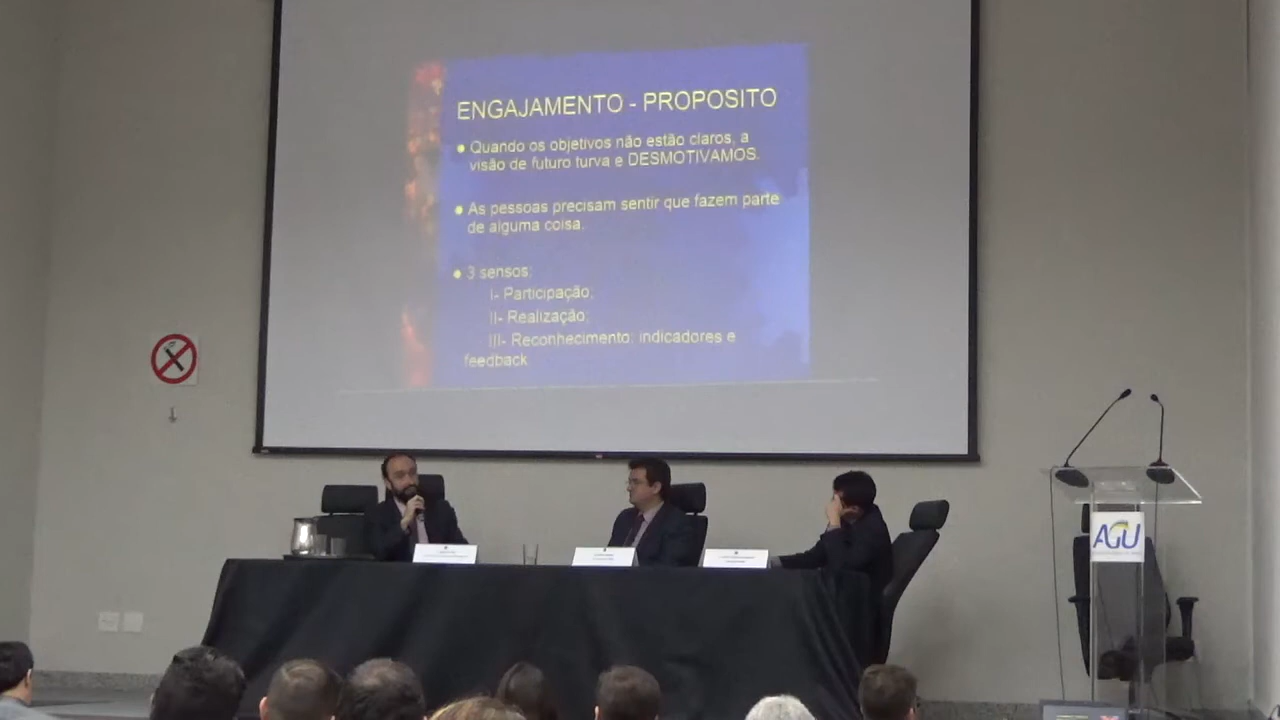 ENGAJAMENTO - PROPOSITO
Quando os objetivos não estão claros, a
visão de futuro turva e DESMOTIVAMOS.
As pessoas precisam sentir que fazem parte
de alguma coisa.
3 sensos:
I- Participação;
II- Realização;
III- Reconhecimento: indicadores e
feedback
AGU